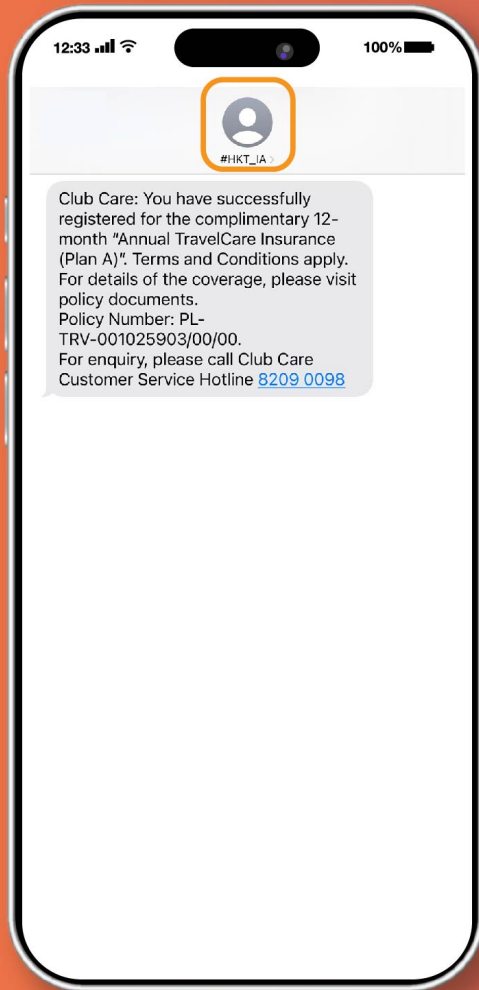 12:33
100%
#HKT_IA
Club Care: You have successfully
registered for the complimentary 12-
month "Annual TravelCare Insurance
(Plan A)". Terms and Conditions apply.
For details of the coverage, please visit
policy documents.
Policy Number: PL-
TRV-001025903/00/00.
For enquiry, please call Club Care
Customer Service Hotline 8209 0098